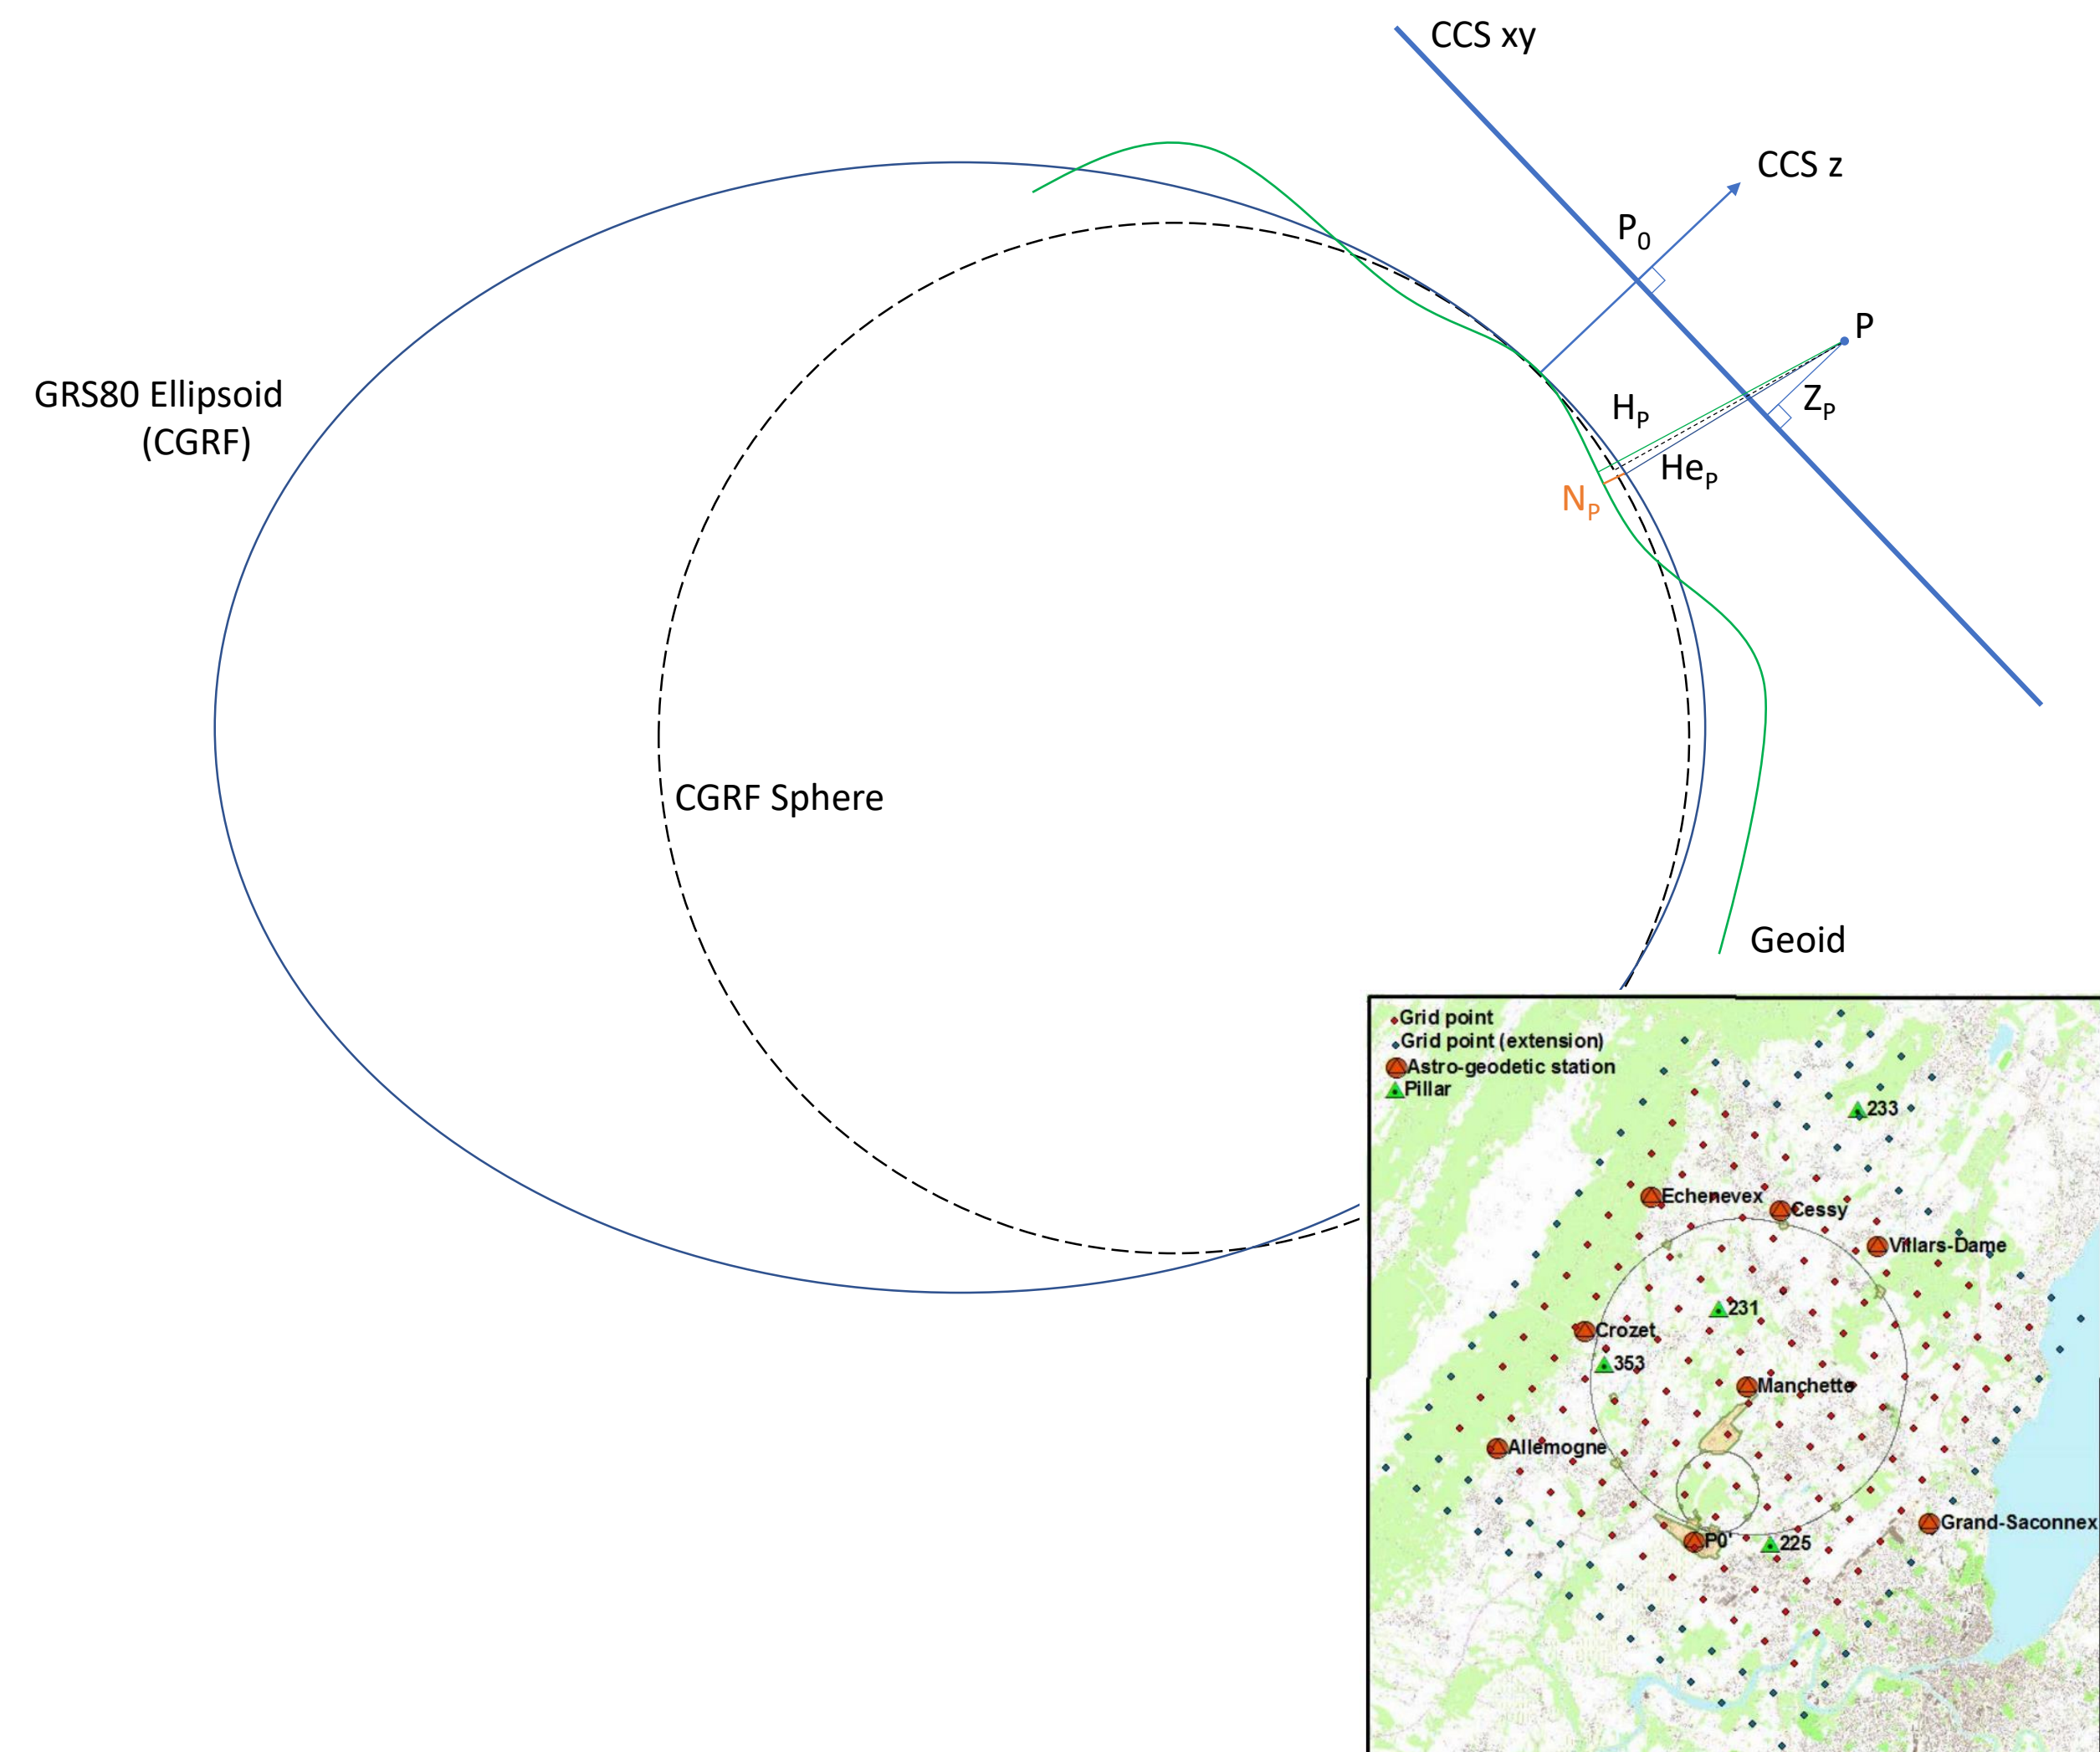 CCS xy
CCS z
P0
P
ZP
HP
HeP
NP
GRS80 Ellipsoid
(CGRF)
CGRF Sphere
Geoid
Grid point
Grid point (extension)
Astro-geodetic station
Pillar
233
Echenevex
Cessy
Villars-Dame
231
Crozet
353
Manchette
Allemogne
Grand-Saconnex
P0'
225